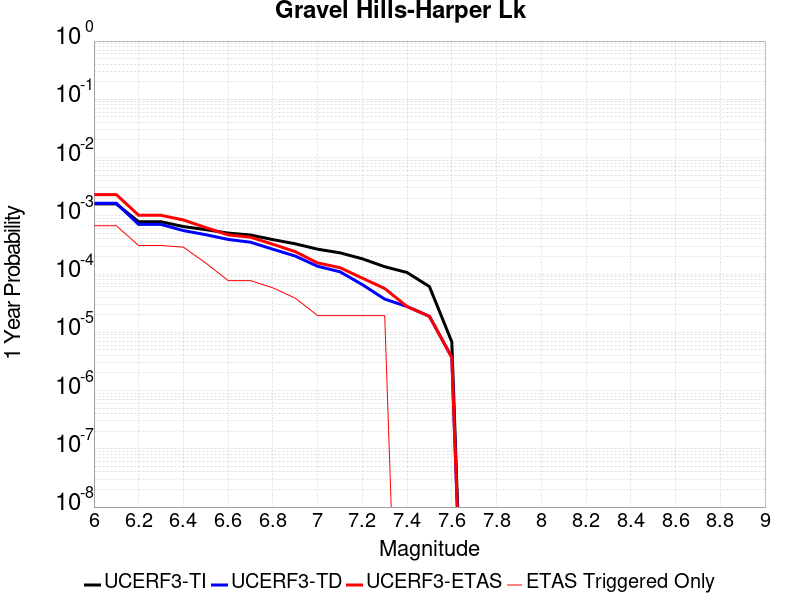 Gravel Hills-Harper Lk
10^0
10^-1
10^-2
10^-3
10^-4
10^-5
10^-6
10^-7
10^-8
1 Year Probability
6 6.2 6.4 6.6 6.8 7 7.2 7.4 7.6 7.8 8 8.2 8.4 8.6 8.8 9
Magnitude
UCERF3-TI UCERF3-TD UCERF3-ETAS ETAS Triggered Only